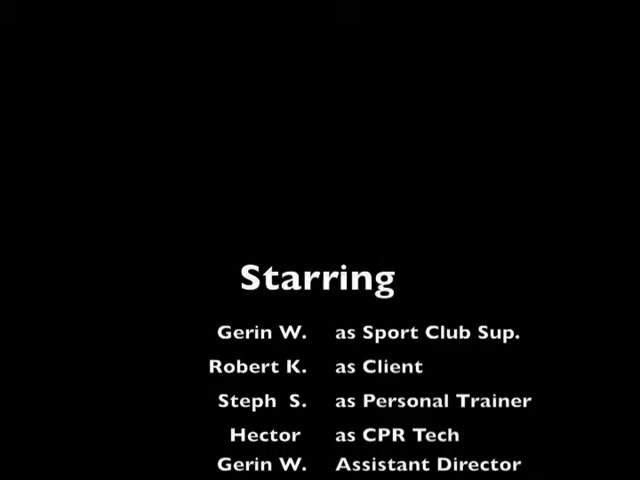 Starring
Gerin W. as Sport Club Sup.
Robert K. as Client
Steph S. as Personal Trainer
Hector as CPR Tech
Gerin W. Assistant Director